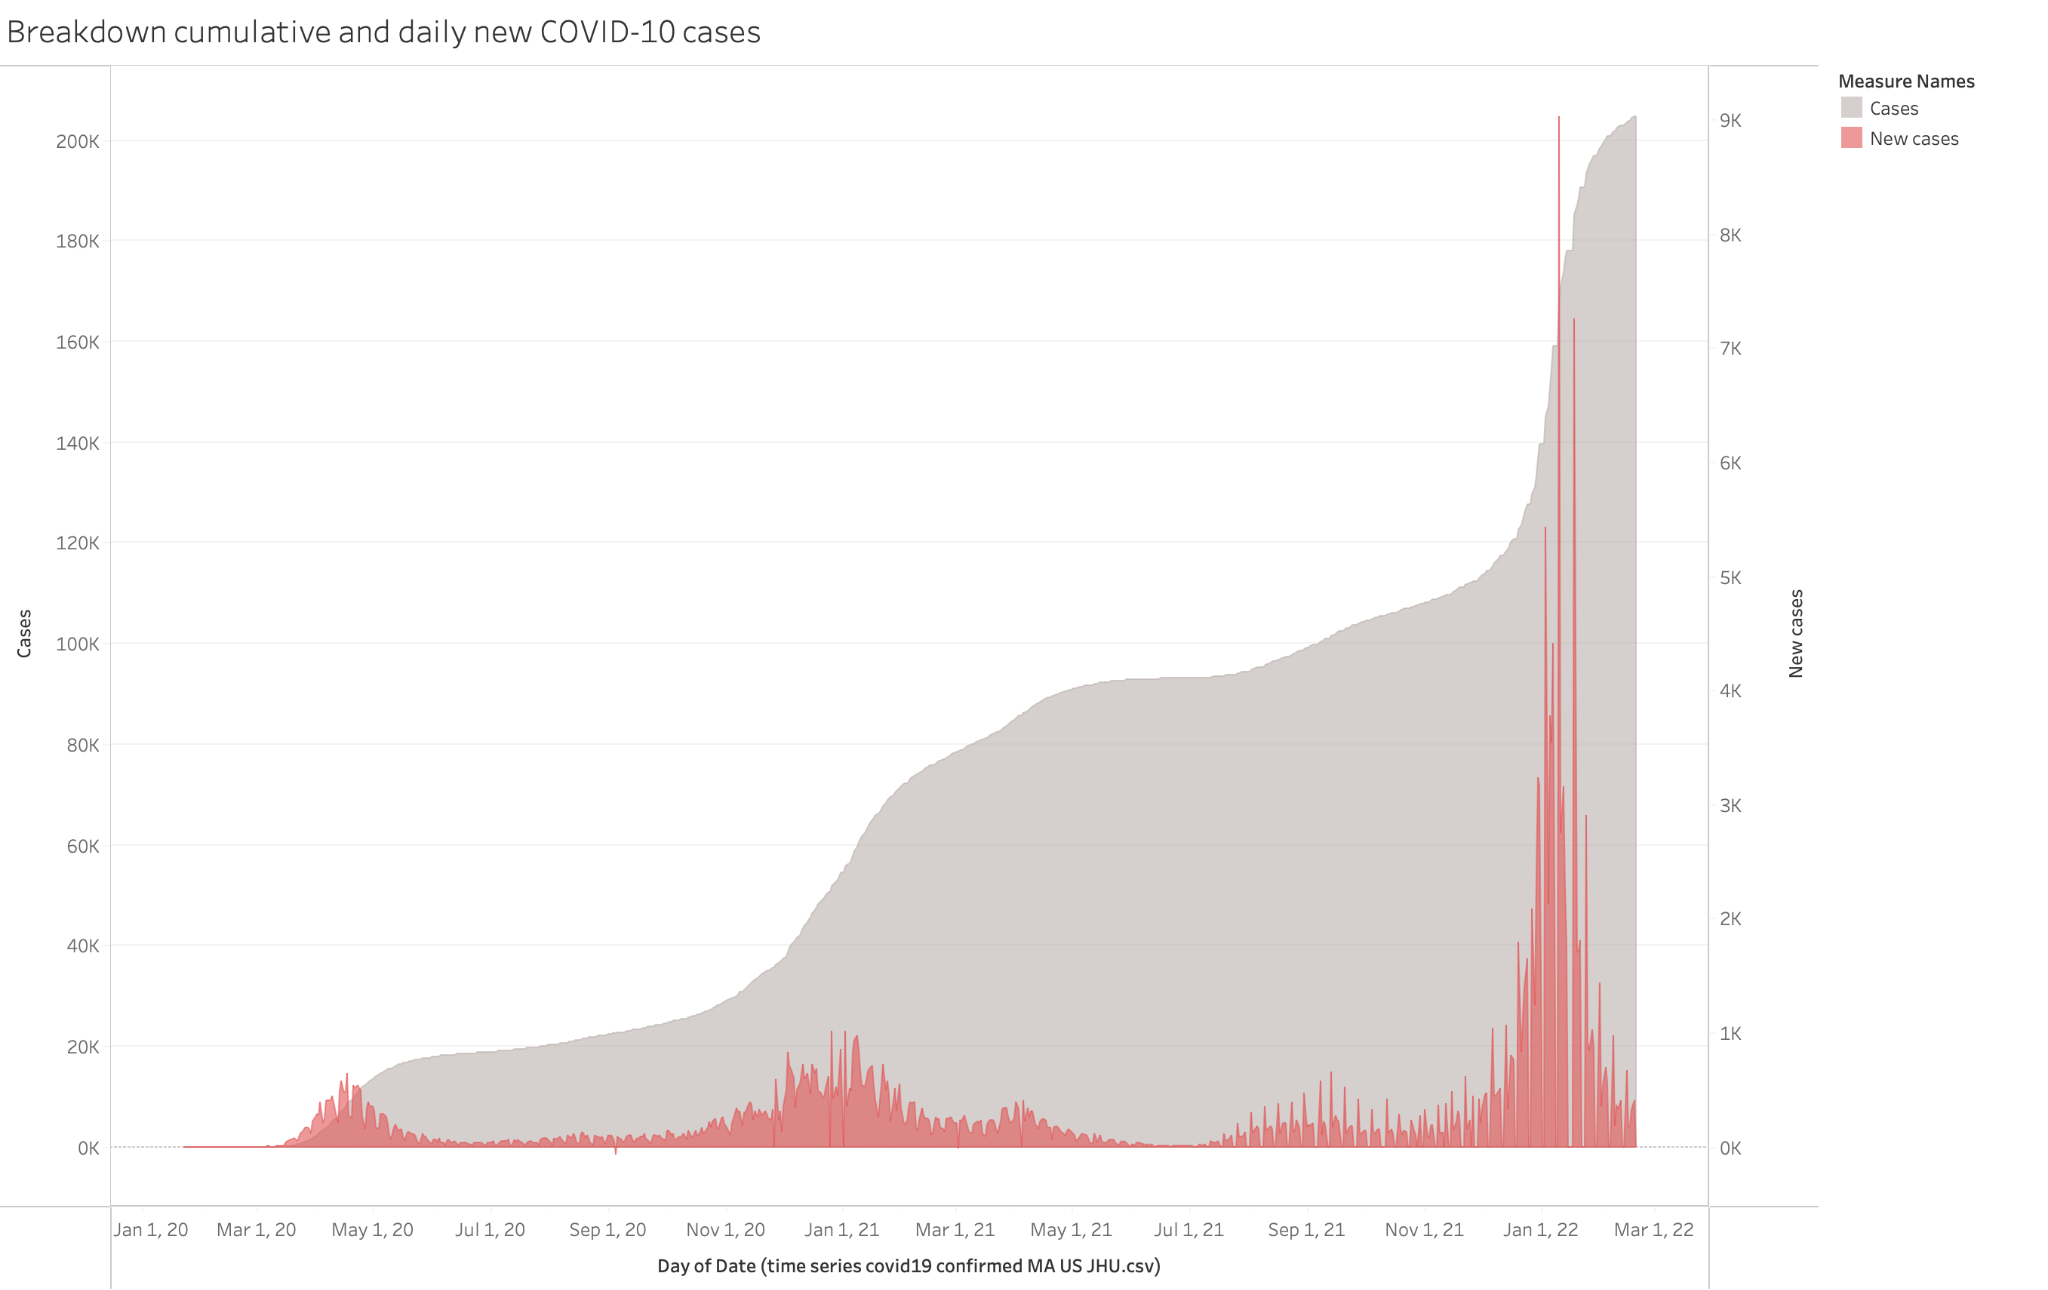 Breakdown cumulative and daily new COVID-10 cases
Measure Names
Cases
New cases
200K
180K
160K
140K
120K
100K
80K
60K
40K
20K
0K
Cases
9K
8K
7K
6K
5K
4K
3K
2K
1K
0K
New cases
Jan 1, 20 Mar 1, 20 May 1, 20 Jul 1, 20 Sep 1, 20 Nov 1, 20 Jan 1, 21 Mar 1, 21 May 1, 21 Jul 1, 21 Sep 1, 21 Nov 1, 21 Jan 1, 22 Mar 1, 22
Day of Date (time series covid19 confirmed MA US JHU.csv)